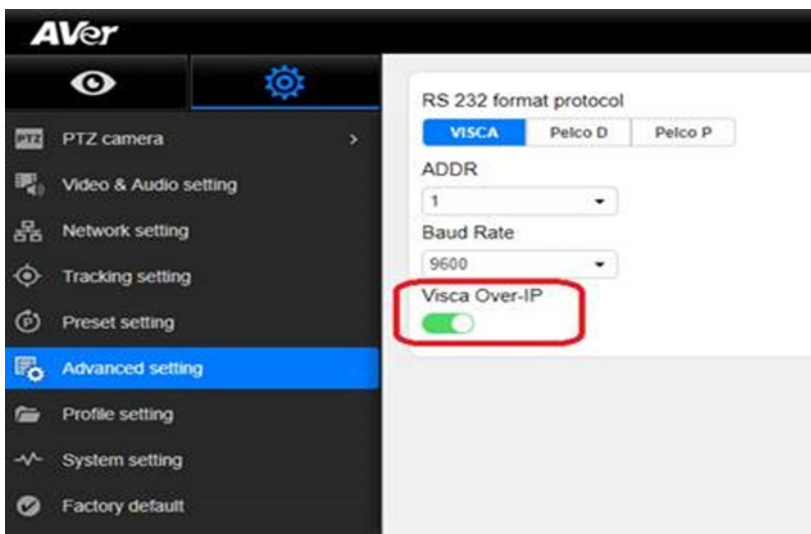 AVer
PTZ PTZ camera
Video & Audio setting
Network setting
Tracking setting
P Preset setting
Advanced setting
Profile setting
System setting
Factory default
RS 232 format protocol
VISCA Pelco D Pelco P
ADDR
1
Baud Rate
9600
Visca Over-IP